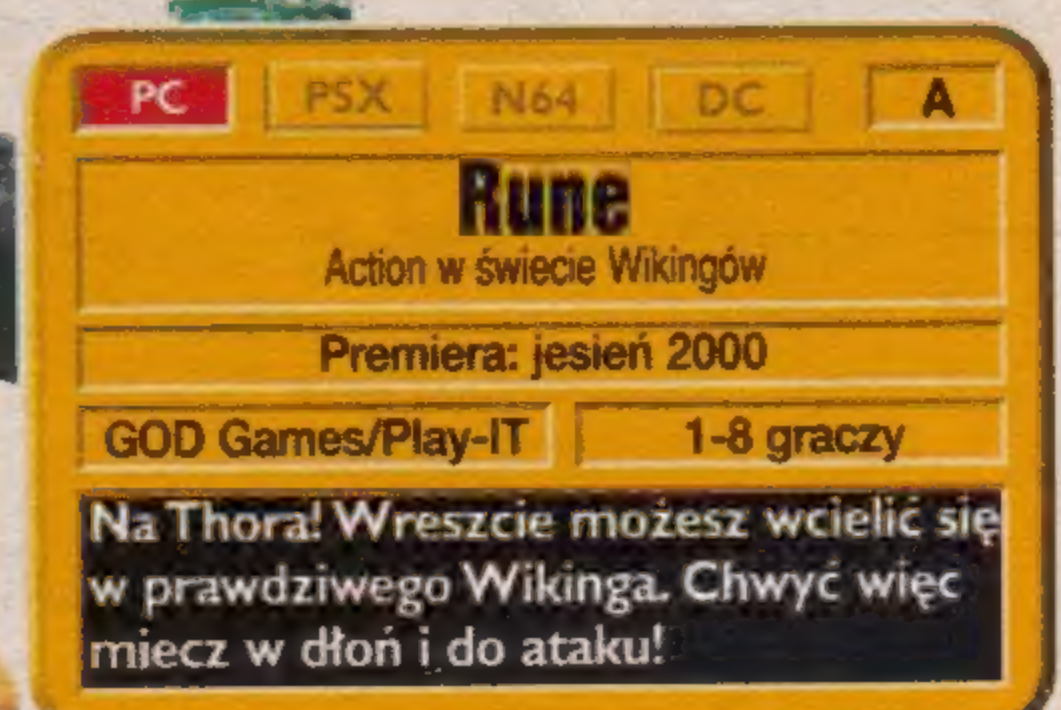 PC PSX N64 DC A
Rune
Action w świecie Wikingów
Premiera: jesień 2000
GOD Games/Play-IT 1-8 graczy
Na Thora! Wreszcie możesz wcielić się
w prawdziwego Wikinga. Chwyć więc
miecz w dłoń i do ataku!